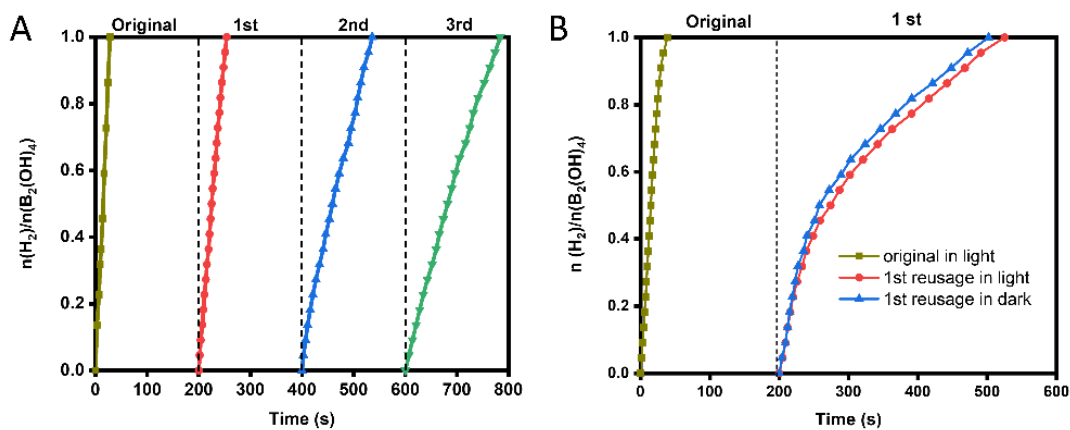 A
Original 1st 2nd 3rd
n(H₂)/n(B₂(OH)₄)
1.0
0.8
0.6
0.4
0.2
0.0
0 100 200 300 400 500 600 700 800
Time (s)
B
Original 1 st
n (H₂)/n(B₂(OH)₄)
1.0
0.8
0.6
0.4
0.2
0.0
original in light
1st reusage in light
1st reusage in dark
0 100 200 300 400 500 600
Time (s)